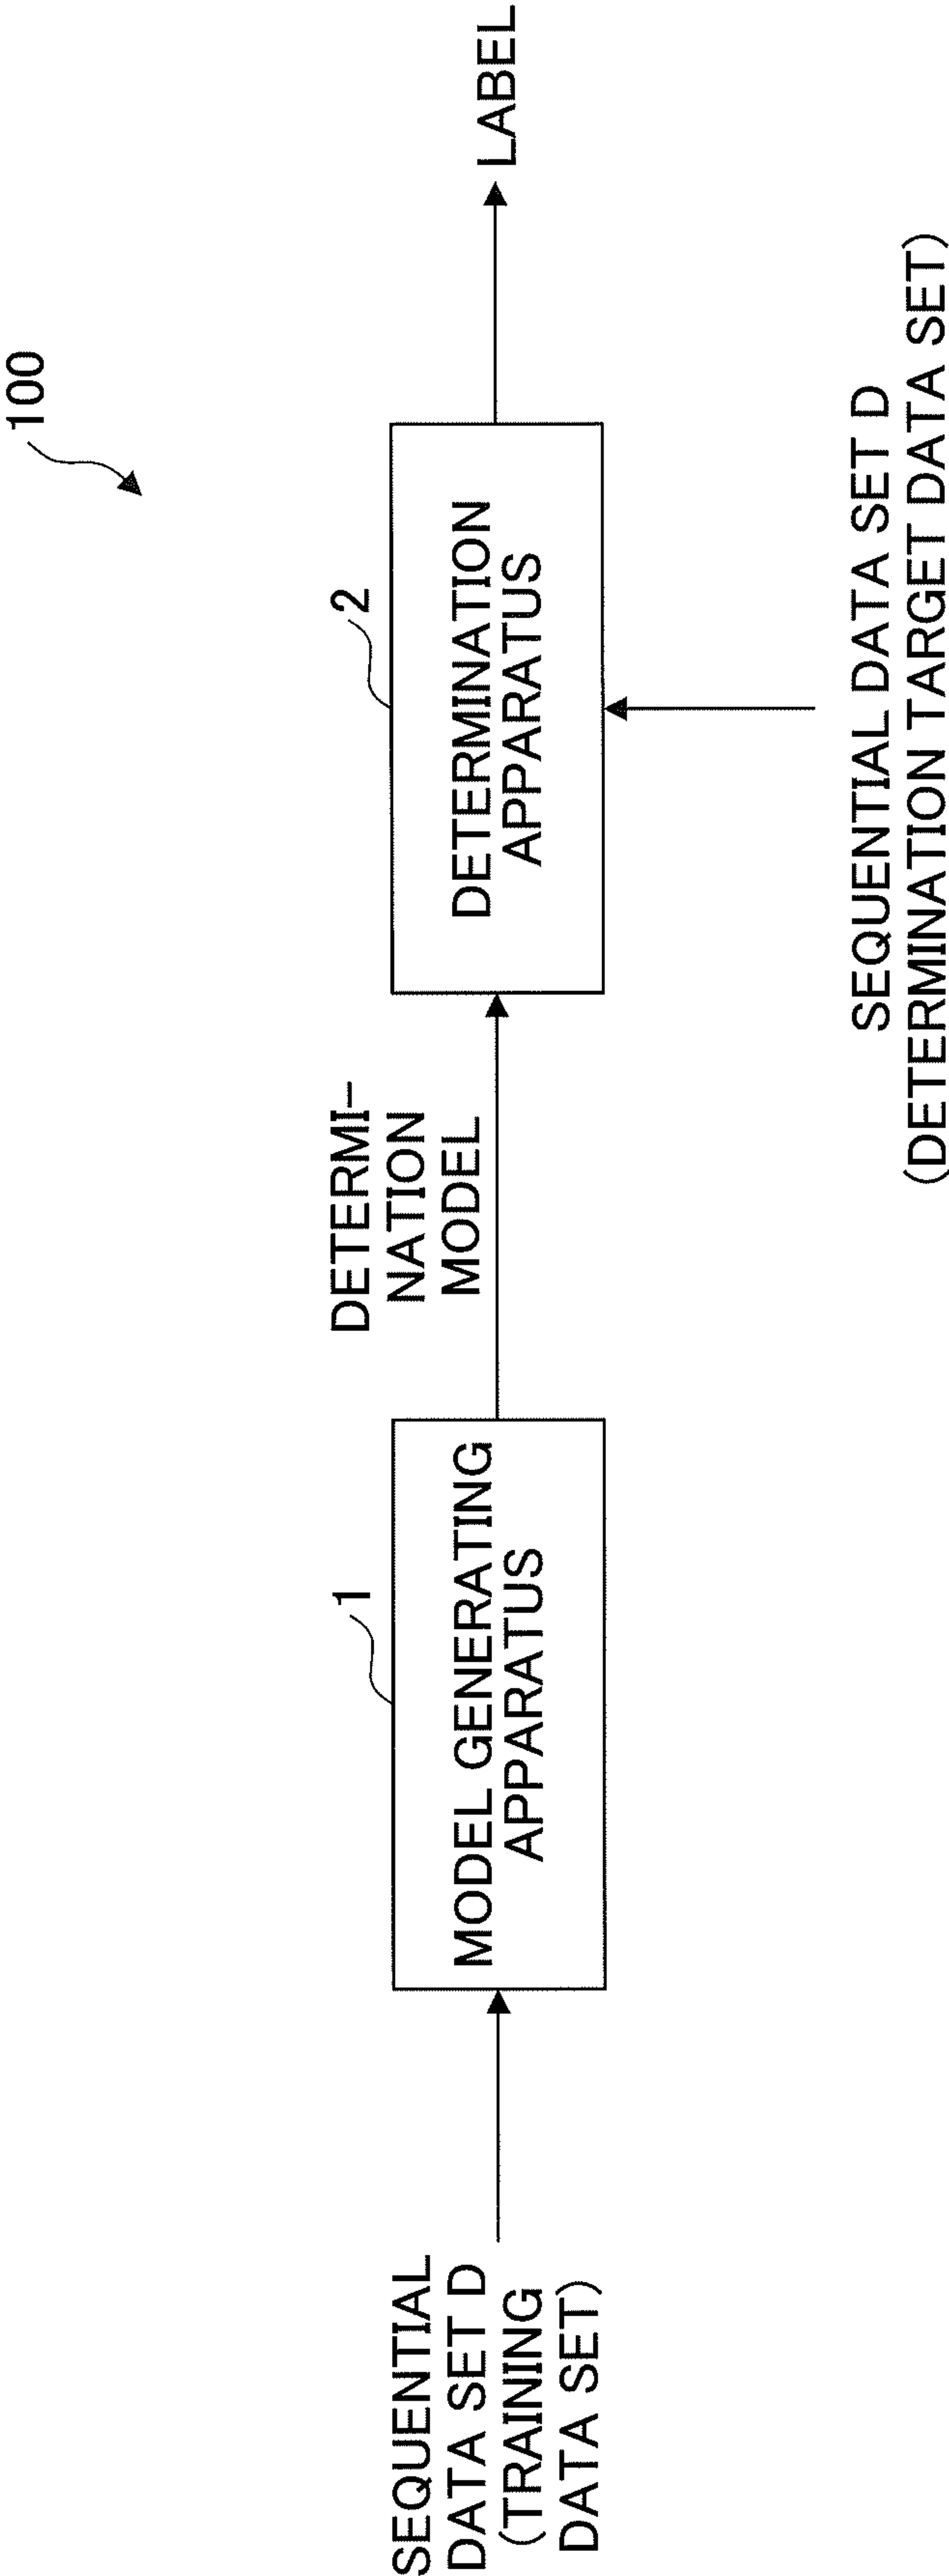 100
SEQUENTIAL
DATA SET D
(TRAINING
DATA SET)
1
MODEL GENERATING
APPARATUS
DETERMI-
NATION
MODEL
2
DETERMINATION
APPARATUS
LABEL
SEQUENTIAL DATA SET D
(DETERMINATION TARGET DATA SET)